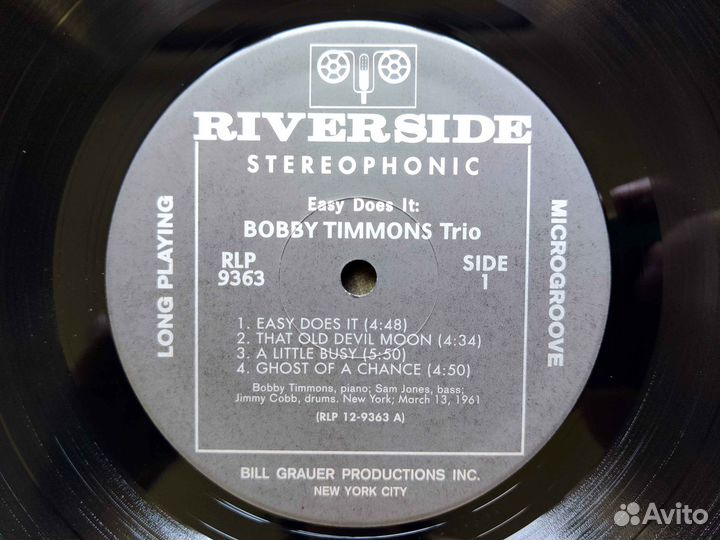 RIVERSIDE
STEREOPHONIC
Easy Does It:
BOBBY TIMMONS Trio
RLP
9363
SIDE
1
LONG PLAYING
MICROGROOVE
1. EASY DOES IT (4:48)
2. THAT OLD DEVIL MOON (4:34)
3. A LITTLE BUSY (5:50)
4. GHOST OF A CHANCE (4:50)
Bobby Timmons, piano; Sam Jones, bass;
Jimmy Cobb, drums. New York; March 13, 1961
(RLP 12-9363 A)
BILL GRAUER PRODUCTIONS INC.
NEW YORK CITY
Avito